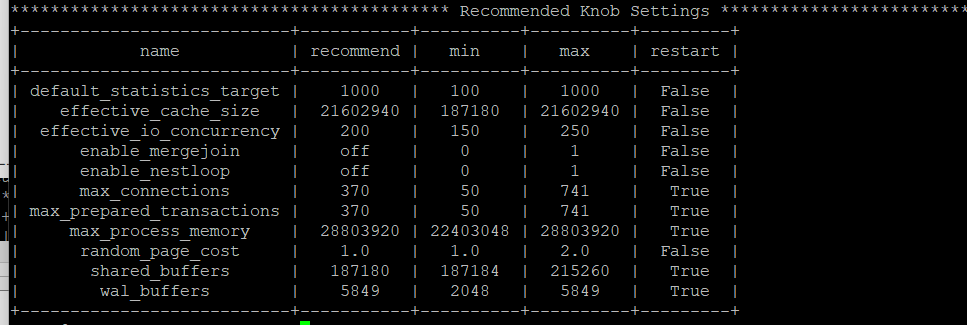 ******************************************** Recommended Knob Settings *************************
+---------------------------+-----------+----------+----------+---------+
| name | recommend | min | max | restart |
+---------------------------+-----------+----------+----------+---------+
| default_statistics_target | 1000 | 100 | 1000 | False |
| effective_cache_size | 21602940 | 187180 | 21602940 | False |
| effective_io_concurrency | 200 | 150 | 250 | False |
| enable_mergejoin | off | 0 | 1 | False |
| enable_nestloop | off | 0 | 1 | False |
| max_connections | 370 | 50 | 741 | True |
| max_prepared_transactions | 370 | 50 | 741 | True |
| max_process_memory | 28803920 | 22403048 | 28803920 | True |
| random_page_cost | 1.0 | 1.0 | 2.0 | False |
| shared_buffers | 187180 | 187184 | 215260 | True |
| wal_buffers | 5849 | 2048 | 5849 | True |
+---------------------------+-----------+----------+----------+---------+